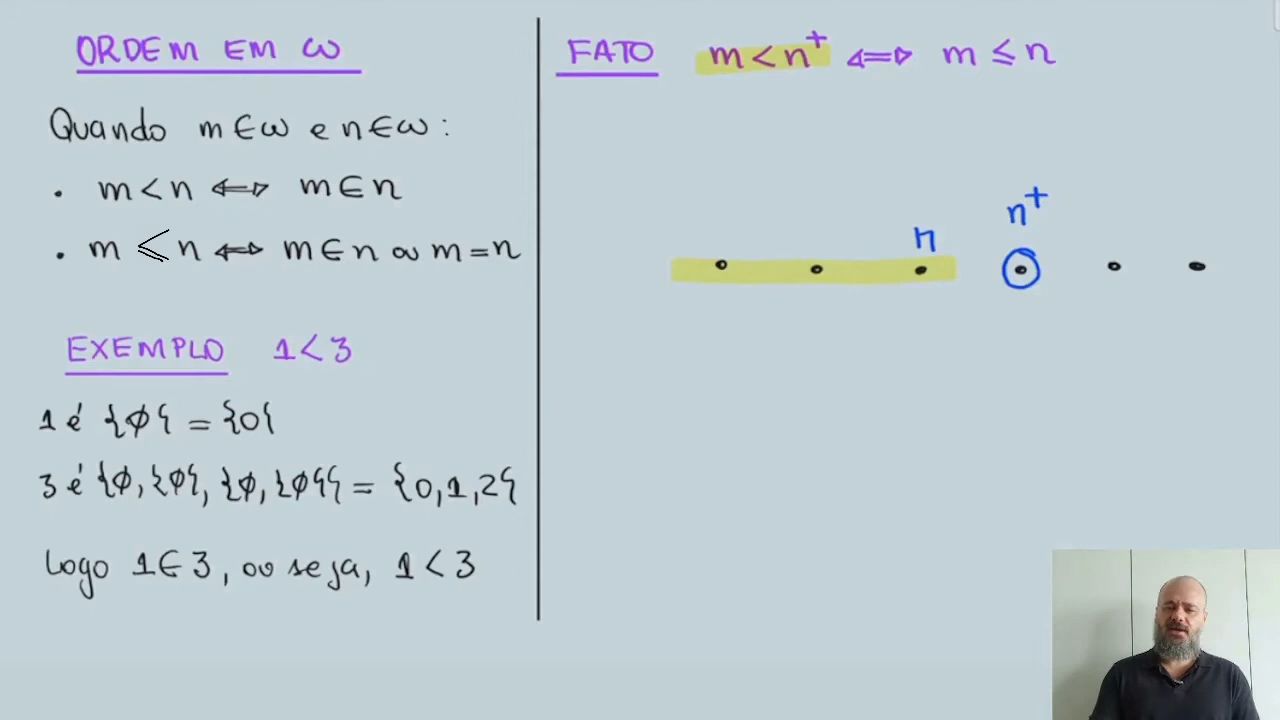 ORDEM EM ω
Quando m∈ω e n∈ω:
• m<n ⟺ m∈n
• m≤n ⟺ m∈n ou m=n
EXEMPLO 1<3
1 é {∅} = {0}
3 é {∅,{∅},{∅,{∅}} = {0,1,2}
Logo 1∈3, ou seja, 1<3
FATO m<n⁺ ⟺ m≤n
n n⁺